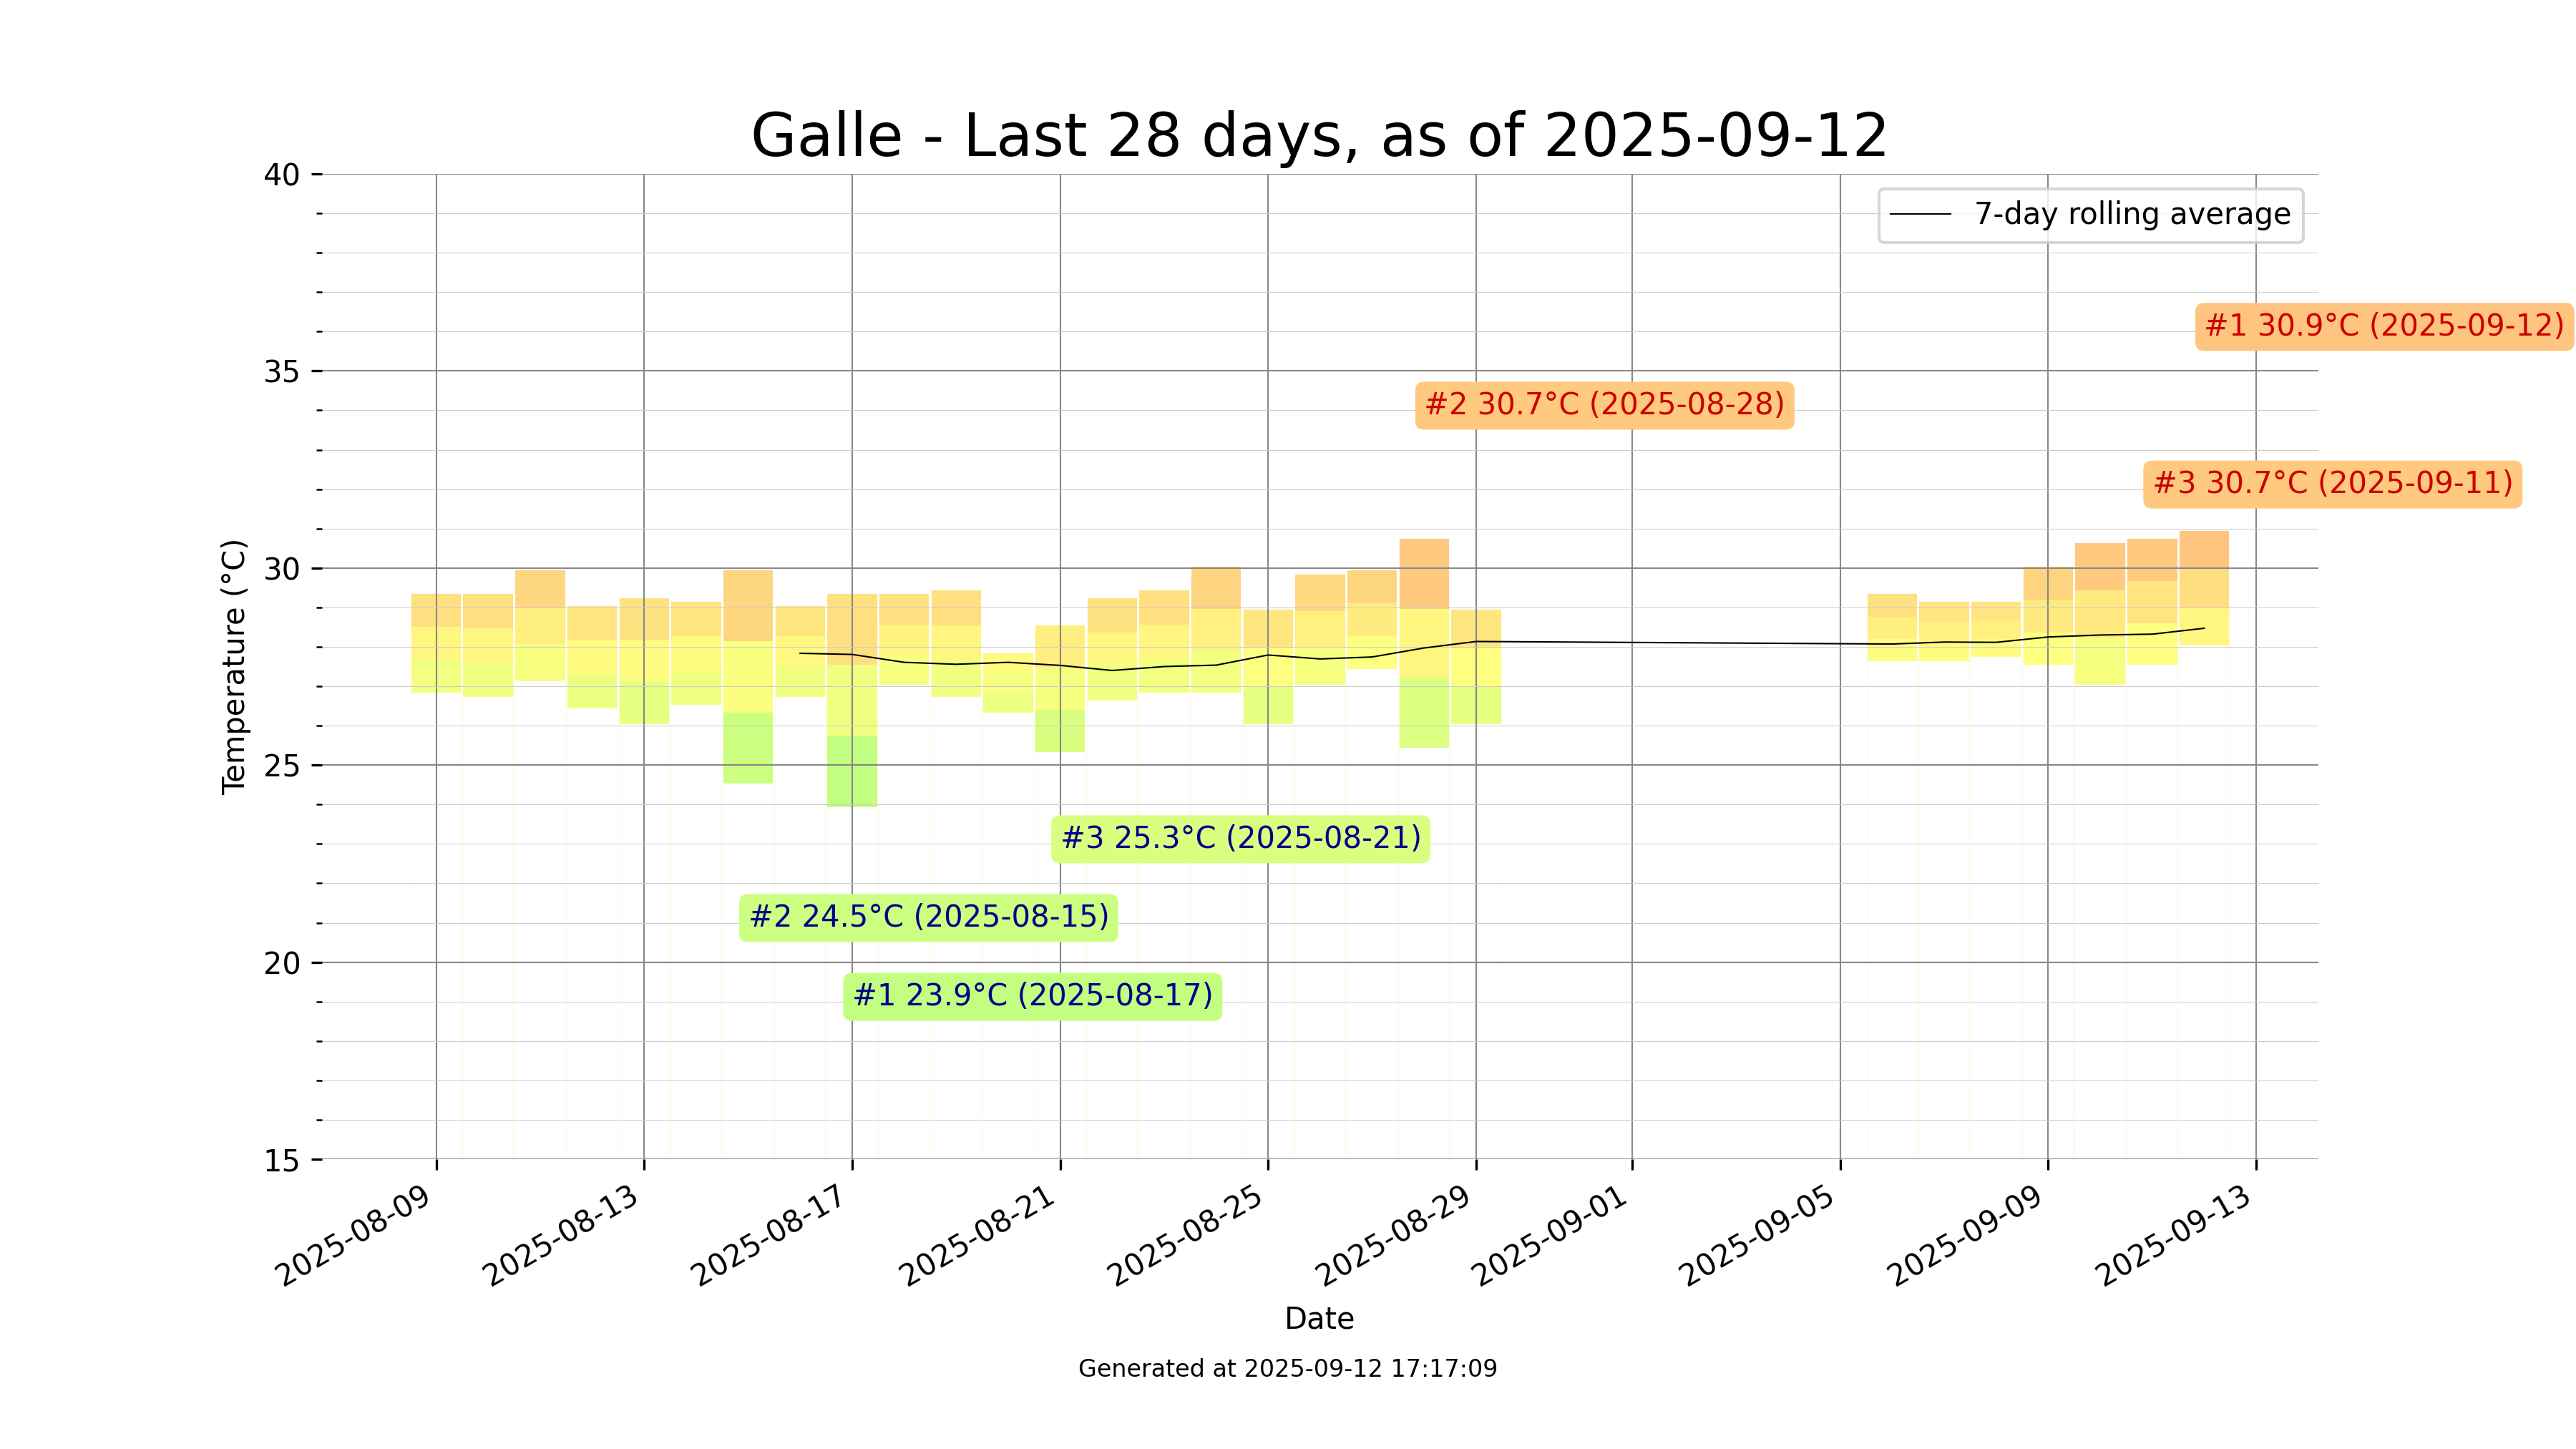 Galle - Last 28 days, as of 2025-09-12
7-day rolling average
40
35
30
25
20
15
Temperature (°C)
#1 30.9°C (2025-09-12)
#2 30.7°C (2025-08-28)
#3 30.7°C (2025-09-11)
#3 25.3°C (2025-08-21)
#2 24.5°C (2025-08-15)
#1 23.9°C (2025-08-17)
2025-08-09
2025-08-13
2025-08-17
2025-08-21
2025-08-25
2025-08-29
2025-09-01
2025-09-05
2025-09-09
2025-09-13
Date
Generated at 2025-09-12 17:17:09